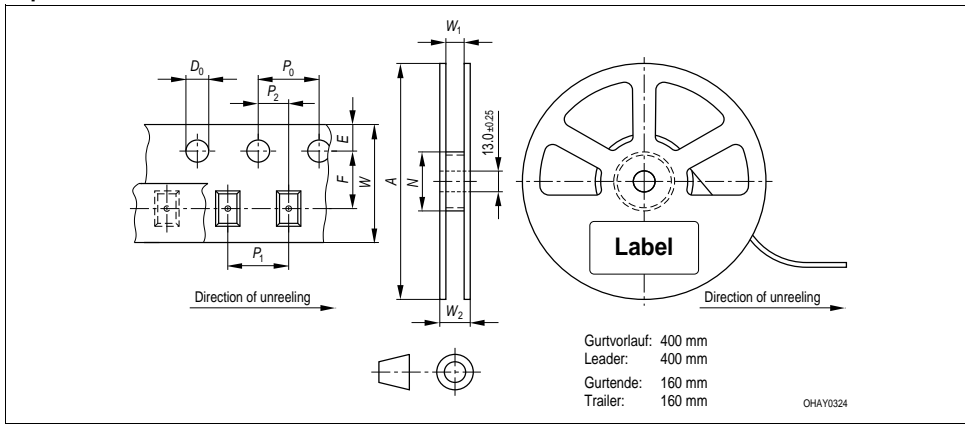 W1
D0
P0
P2
E
F
W
A
N
13.0 ±0.25
Label
P1
Direction of unreeling
W2
Direction of unreeling
Gurtvorlauf: 400 mm
Leader: 400 mm
Gurtende: 160 mm
Trailer: 160 mm
OHAY0324